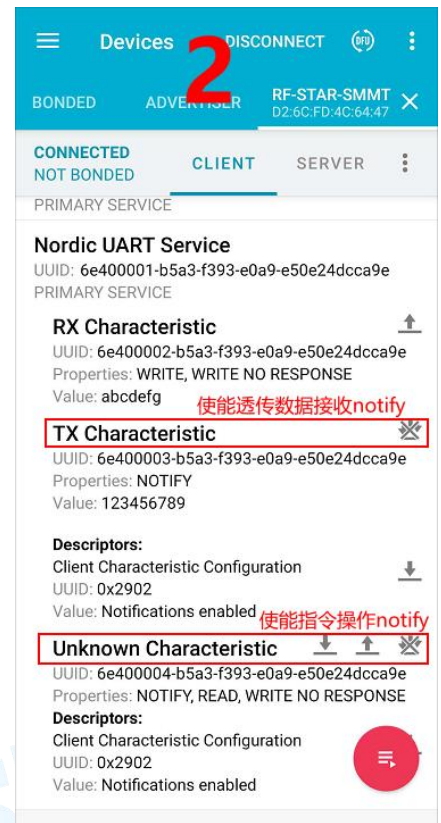 Devices
2
DISCONNECT
DFU
BONDED
ADVERTISER
RF-STAR-SMMT
D2:6C:FD:4C:64:47
CONNECTED
NOT BONDED
CLIENT
SERVER
PRIMARY SERVICE
Nordic UART Service
UUID: 6e400001-b5a3-f393-e0a9-e50e24dcca9e
PRIMARY SERVICE
RX Characteristic
UUID: 6e400002-b5a3-f393-e0a9-e50e24dcca9e
Properties: WRITE, WRITE NO RESPONSE
Value: abcdefg
使能透传数据接收notify
TX Characteristic
UUID: 6e400003-b5a3-f393-e0a9-e50e24dcca9e
Properties: NOTIFY
Value: 123456789
Descriptors:
Client Characteristic Configuration
UUID: 0x2902
Value: Notifications enabled
使能指令操作notify
Unknown Characteristic
UUID: 6e400004-b5a3-f393-e0a9-e50e24dcca9e
Properties: NOTIFY, READ, WRITE NO RESPONSE
Descriptors:
Client Characteristic Configuration
UUID: 0x2902
Value: Notifications enabled